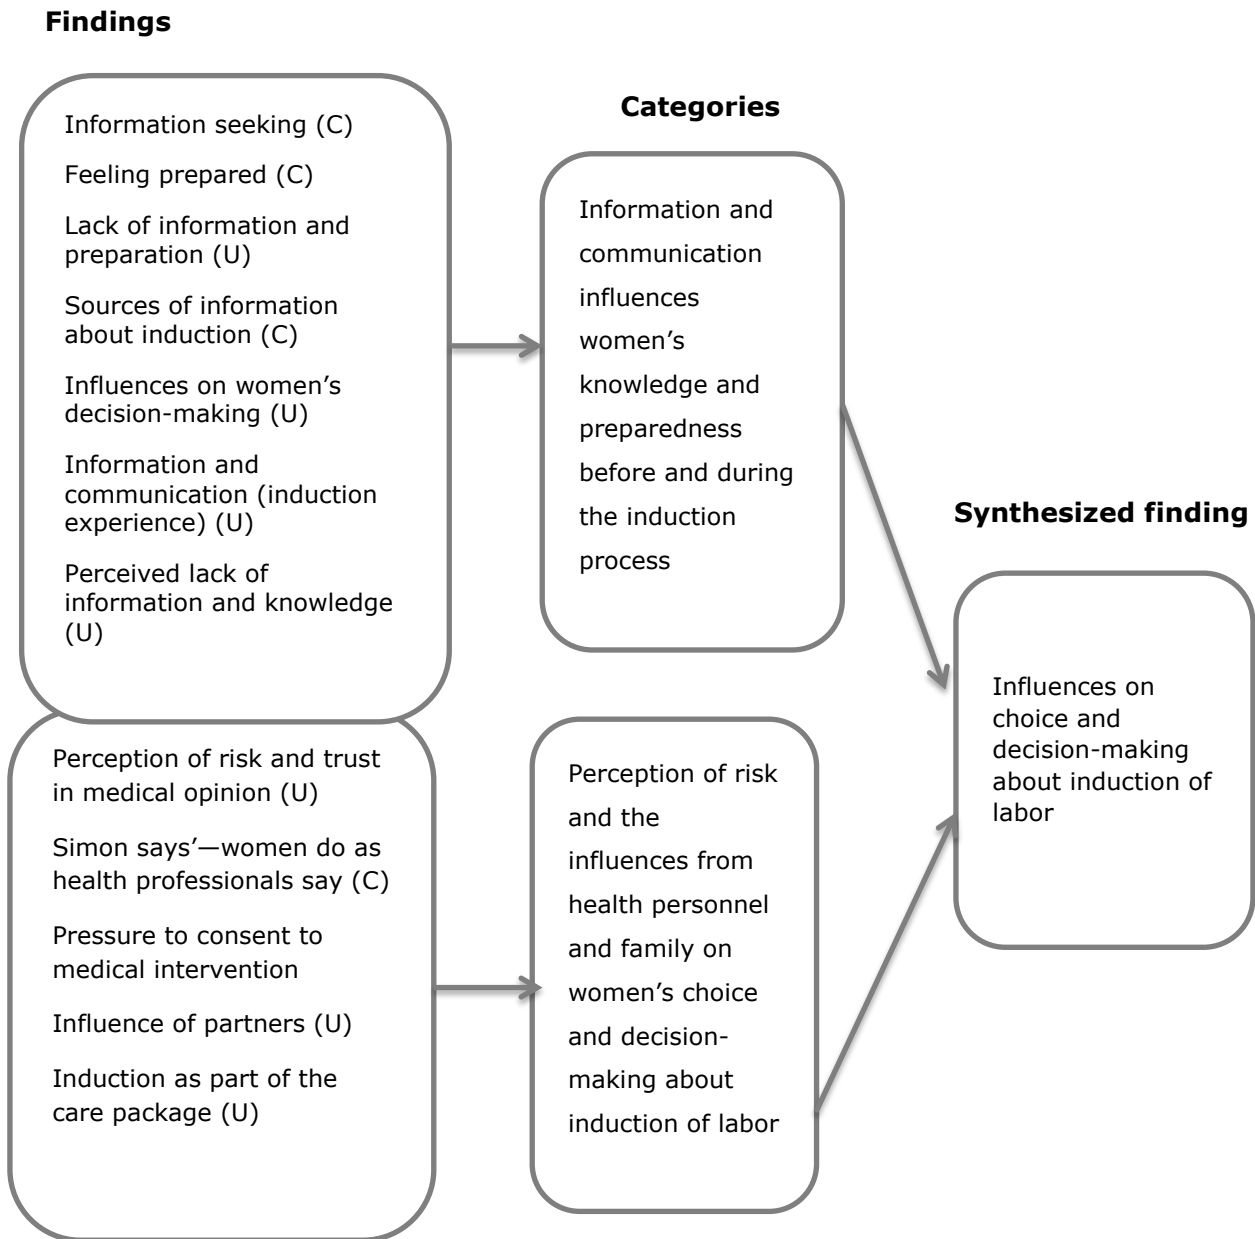 Findings
Information seeking (C)
Feeling prepared (C)
Lack of information and
preparation (U)
Sources of information
about induction (C)
Influences on women's
decision-making (U)
Information and
communication (induction
experience) (U)
Perceived lack of
information and knowledge
(U)
Perception of risk and trust
in medical opinion (U)
Simon says'—women do as
health professionals say (C)
Pressure to consent to
medical intervention
Influence of partners (U)
Induction as part of the
care package (U)
Categories
Information and
communication
influences
women's
knowledge and
preparedness
before and during
the induction
process
Perception of risk
and the
influences from
health personnel
and family on
women's choice
and decision-
making about
induction of labor
Synthesized finding
Influences on
choice and
decision-making
about induction of
labor